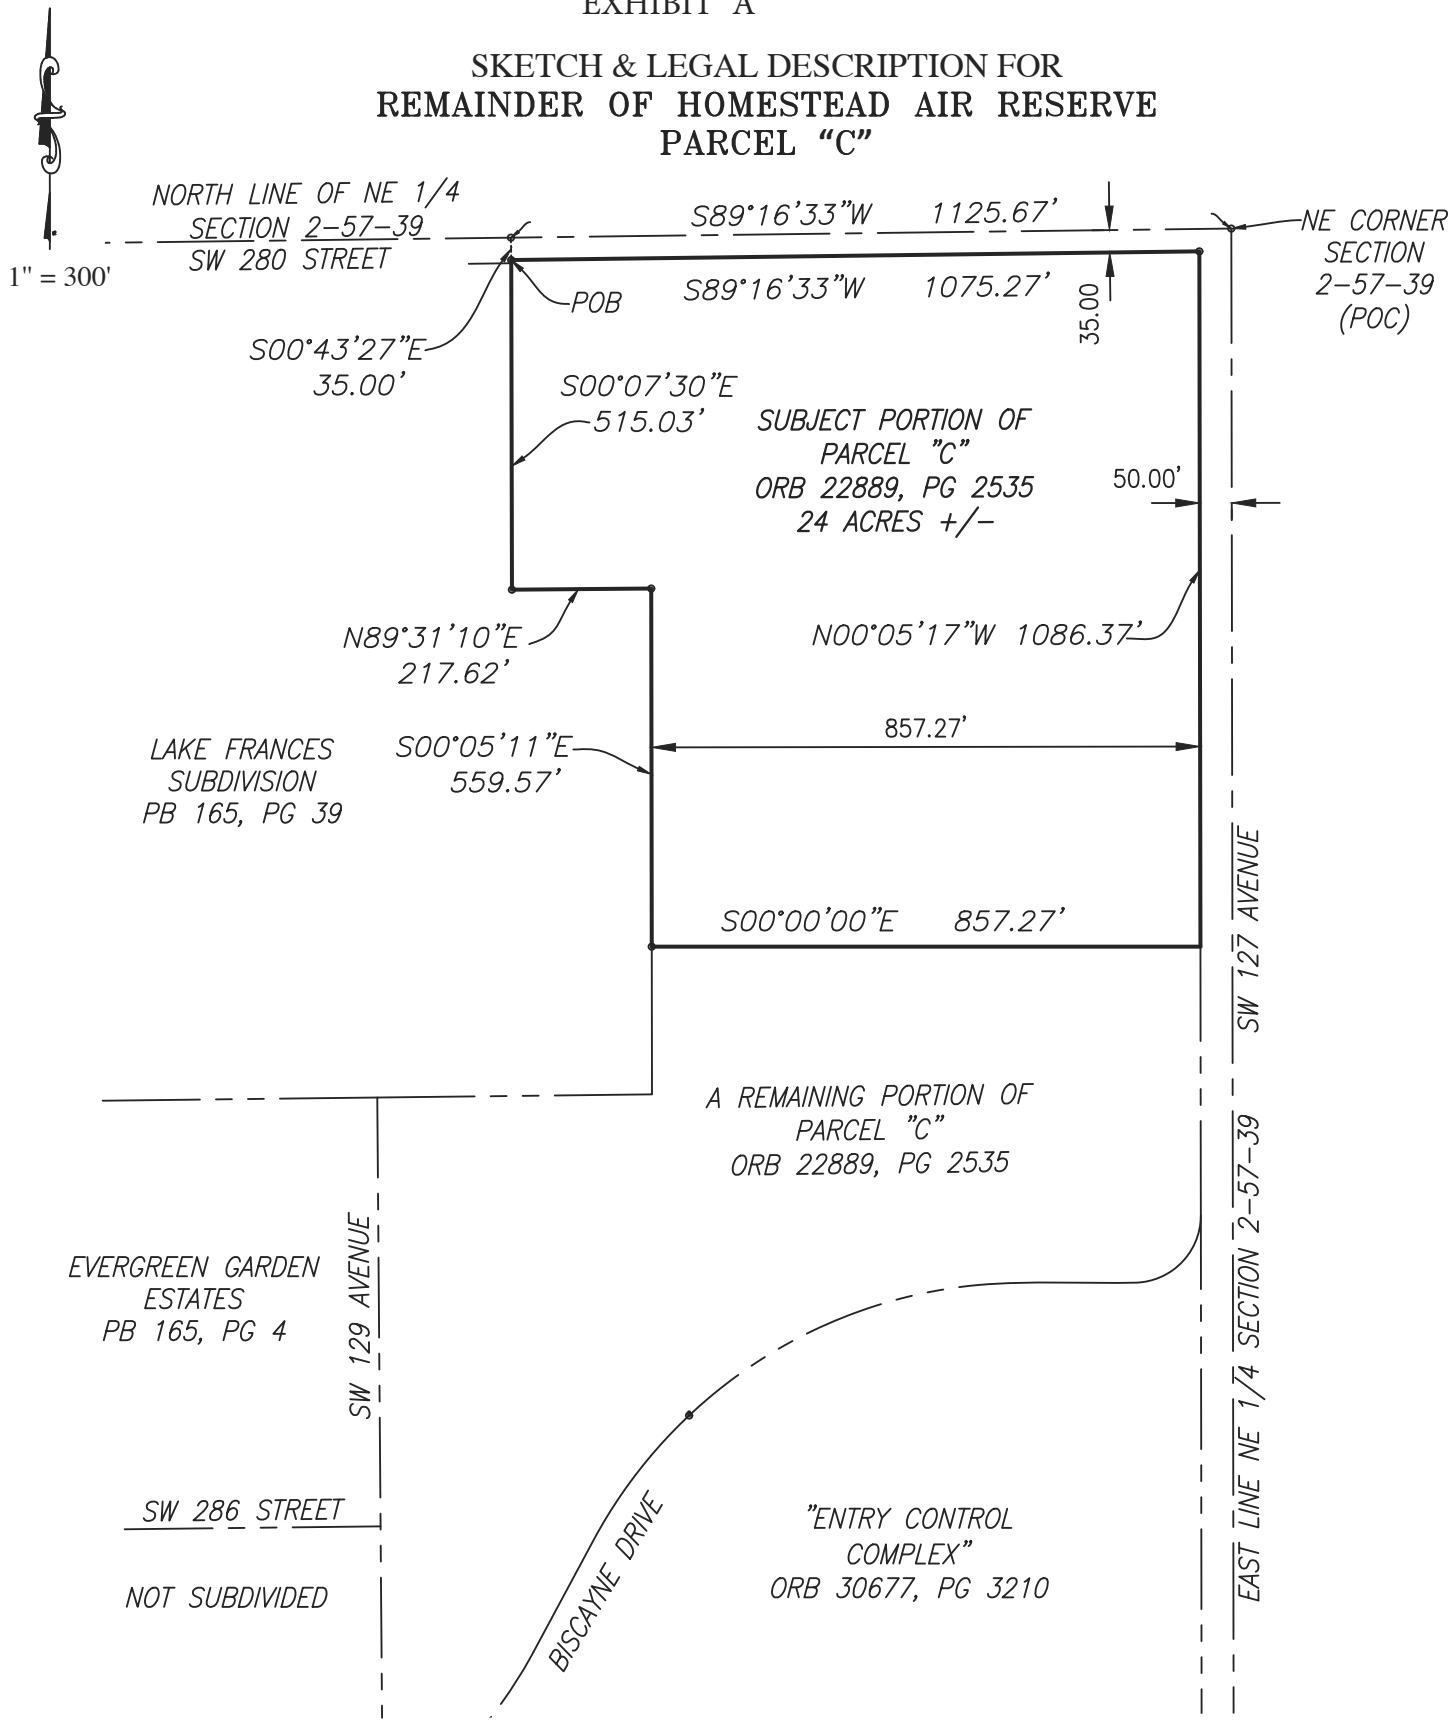 EXHIBIT "A"
SKETCH & LEGAL DESCRIPTION FOR
REMAINDER OF HOMESTEAD AIR RESERVE
PARCEL “C”
1" = 300'
NORTH LINE OF NE 1/4
SECTION 2-57-39
SW 280 STREET
S89°16'33"W 1125.67'
NE CORNER
SECTION
2-57-39
(POC)
S89°16'33"W 1075.27'
35.00
POB
S00°43'27"E
35.00'
S00°07'30"E
515.03'
SUBJECT PORTION OF
PARCEL "C"
ORB 22889, PG 2535
24 ACRES +/-
50.00'
N89°31'10"E
217.62'
N00°05'17"W 1086.37'
857.27'
LAKE FRANCES
SUBDIVISION
PB 165, PG 39
S00°05'11"E
559.57'
S00°00'00"E 857.27'
SW 127 AVENUE
A REMAINING PORTION OF
PARCEL "C"
ORB 22889, PG 2535
EAST LINE NE 1/4 SECTION 2-57-39
EVERGREEN GARDEN
ESTATES
PB 165, PG 4
SW 129 AVENUE
SW 286 STREET
NOT SUBDIVIDED
BISCAYNE DRIVE
"ENTRY CONTROL
COMPLEX"
ORB 30677, PG 3210